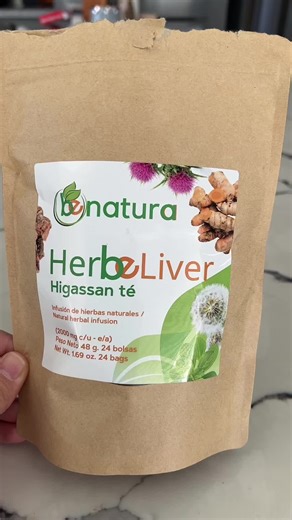 benatura
HerbeLiver
Higassan té
Infusión de hierbas naturales /
Natural herbal infusion
(2000 mg c/u - e/a)
Peso Neto 48 g. 24 bolsas
Net Wt. 1.69 oz. 24 bags